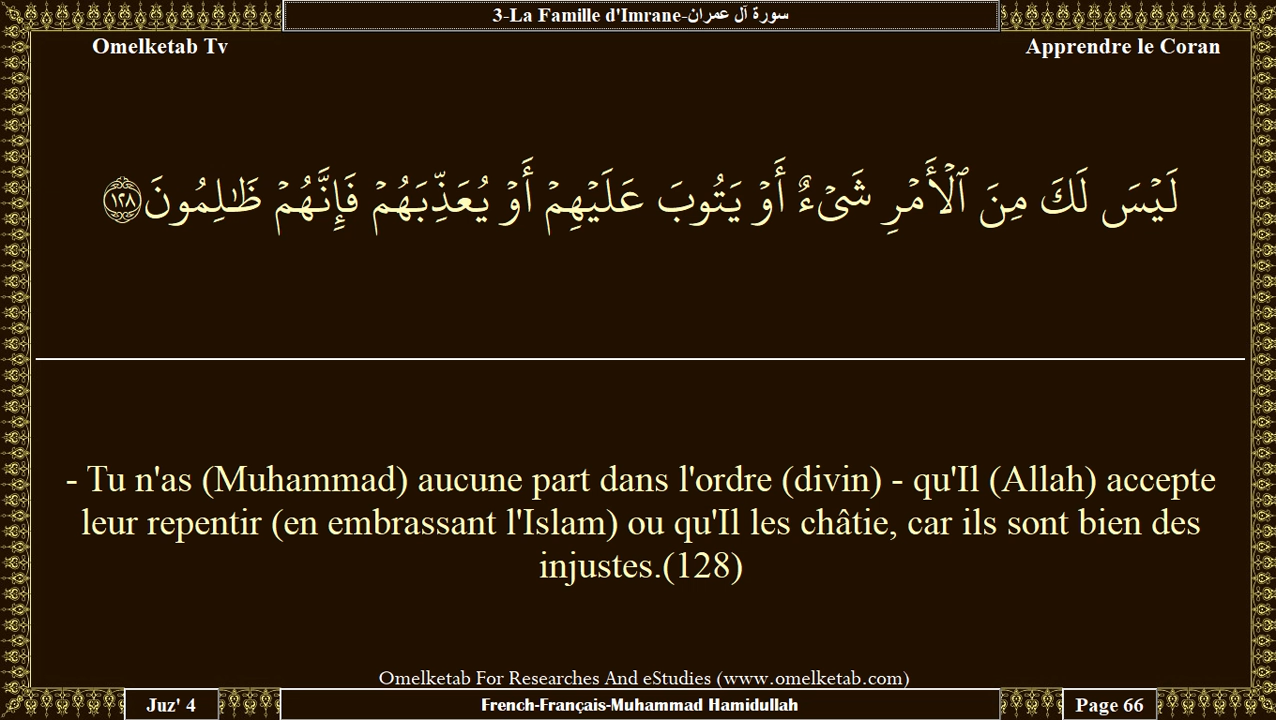 3-La Famille d'Imrane-سورة آل عمران
Omelketab Tv
Apprendre le Coran
لَيۡسَ لَكَ مِنَ ٱلۡأَمۡرِ شَيۡءٌ أَوۡ يَتُوبَ عَلَيۡهِمۡ أَوۡ يُعَذِّبَهُمۡ فَإِنَّهُمۡ ظَٰلِمُونَ ١٢٨
- Tu n'as (Muhammad) aucune part dans l'ordre (divin) - qu'Il (Allah) accepte
leur repentir (en embrassant l'Islam) ou qu'Il les châtie, car ils sont bien des
injustes.(128)
Omelketab For Researches And eStudies (www.omelketab.com)
Juz' 4
French-Français-Muhammad Hamidullah
Page 66